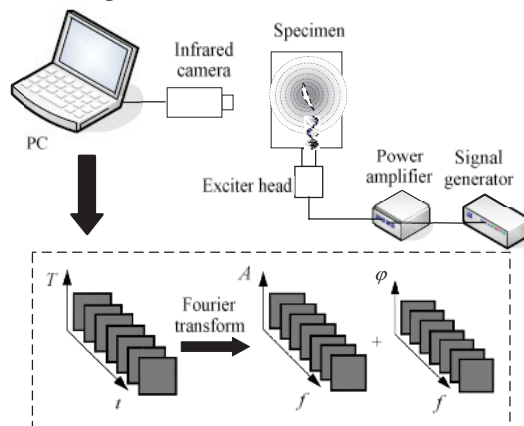 Specimen
Infrared
camera
PC
Exciter head
Power
amplifier
Signal
generator
T
t
Fourier
transform
A
f
+
φ
f